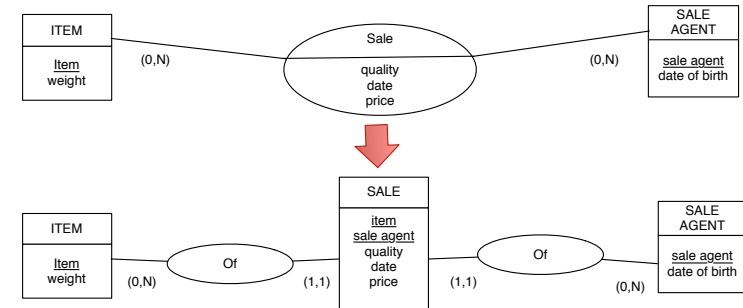 ITEM
Item
weight
(0,N)
Sale
quality
date
price
(0,N)
SALE
AGENT
sale agent
date of birth
ITEM
Item
weight
(0,N)
Of
(1,1)
SALE
item
sale agent
quality
date
price
(1,1)
Of
(0,N)
SALE
AGENT
sale agent
date of birth